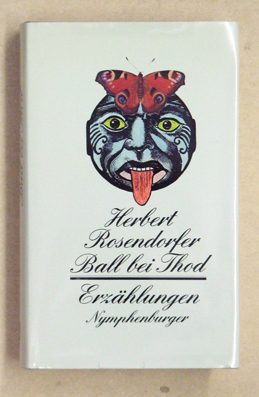 Herbert
Rosendorfer
Ball bei Thod
Erzählungen
Nymphenburger